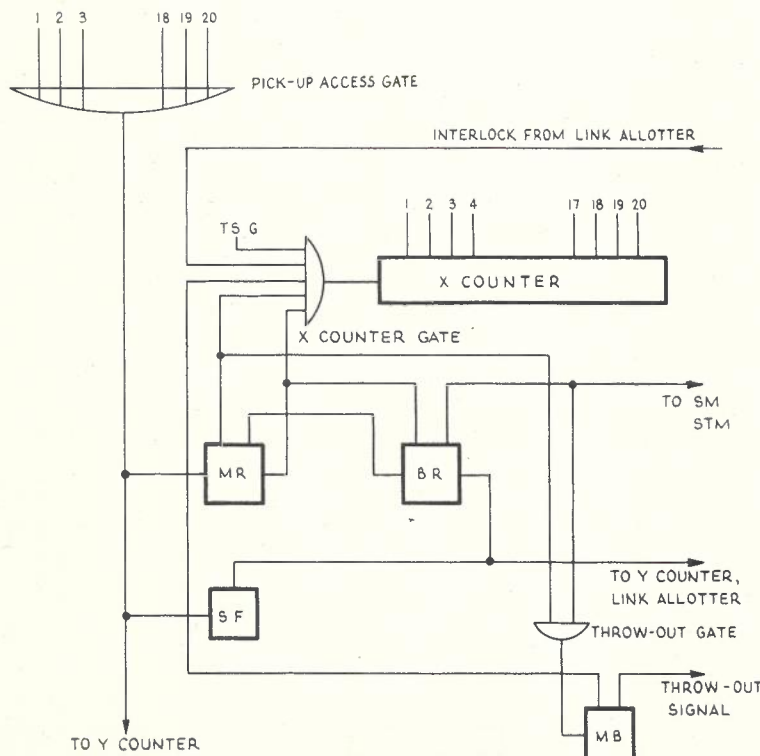 1 2 3 18 19 20
PICK-UP ACCESS GATE
INTERLOCK FROM LINK ALLOTTER
1 2 3 4 17 18 19 20
TS G
X COUNTER
X COUNTER GATE
TO SM
STM
MR
BR
TO Y COUNTER,
LINK ALLOTTER
SF
THROW-OUT GATE
THROW-OUT
SIGNAL
MB
TO Y COUNTER